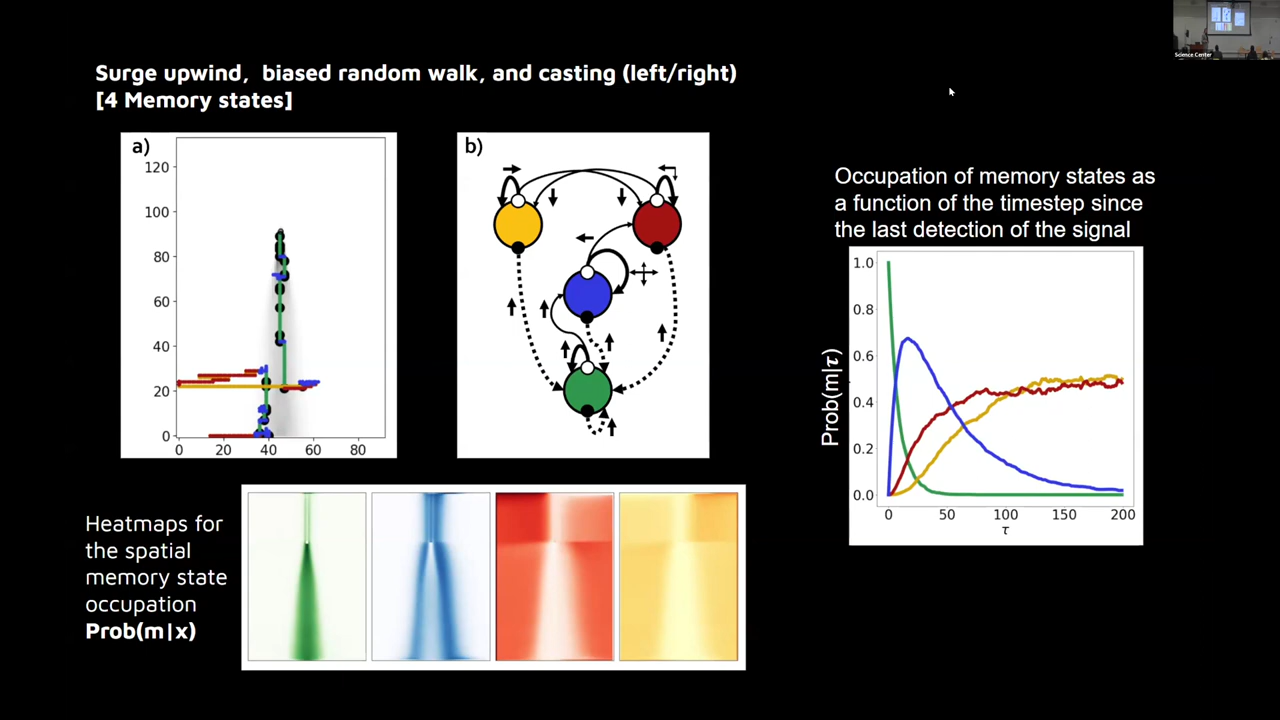 Science Center
Surge upwind, biased random walk, and casting (left/right)
[4 Memory states]
a)
120
100
80
60
40
20
0
0 20 40 60 80
b)
Occupation of memory states as
a function of the timestep since
the last detection of the signal
Prob(m|τ)
1.0
0.8
0.6
0.4
0.2
0.0
0 50 100 150 200
τ
Heatmaps for
the spatial
memory state
occupation
Prob(m|x)